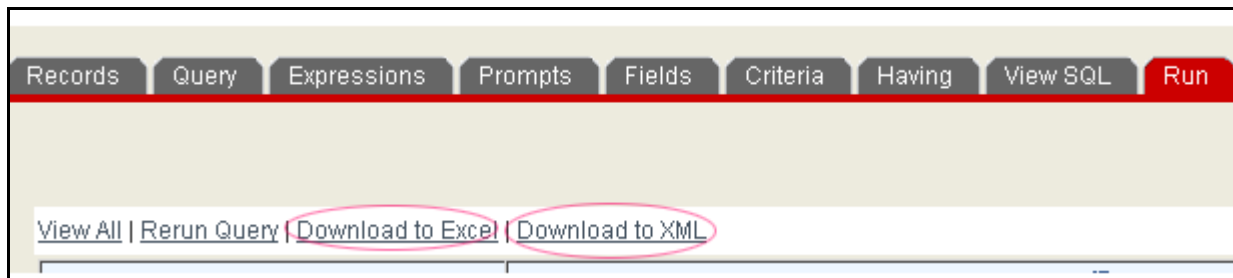 Records Query Expressions Prompts Fields Criteria Having View SQL Run
View All | Rerun Query | Download to Excel | Download to XML